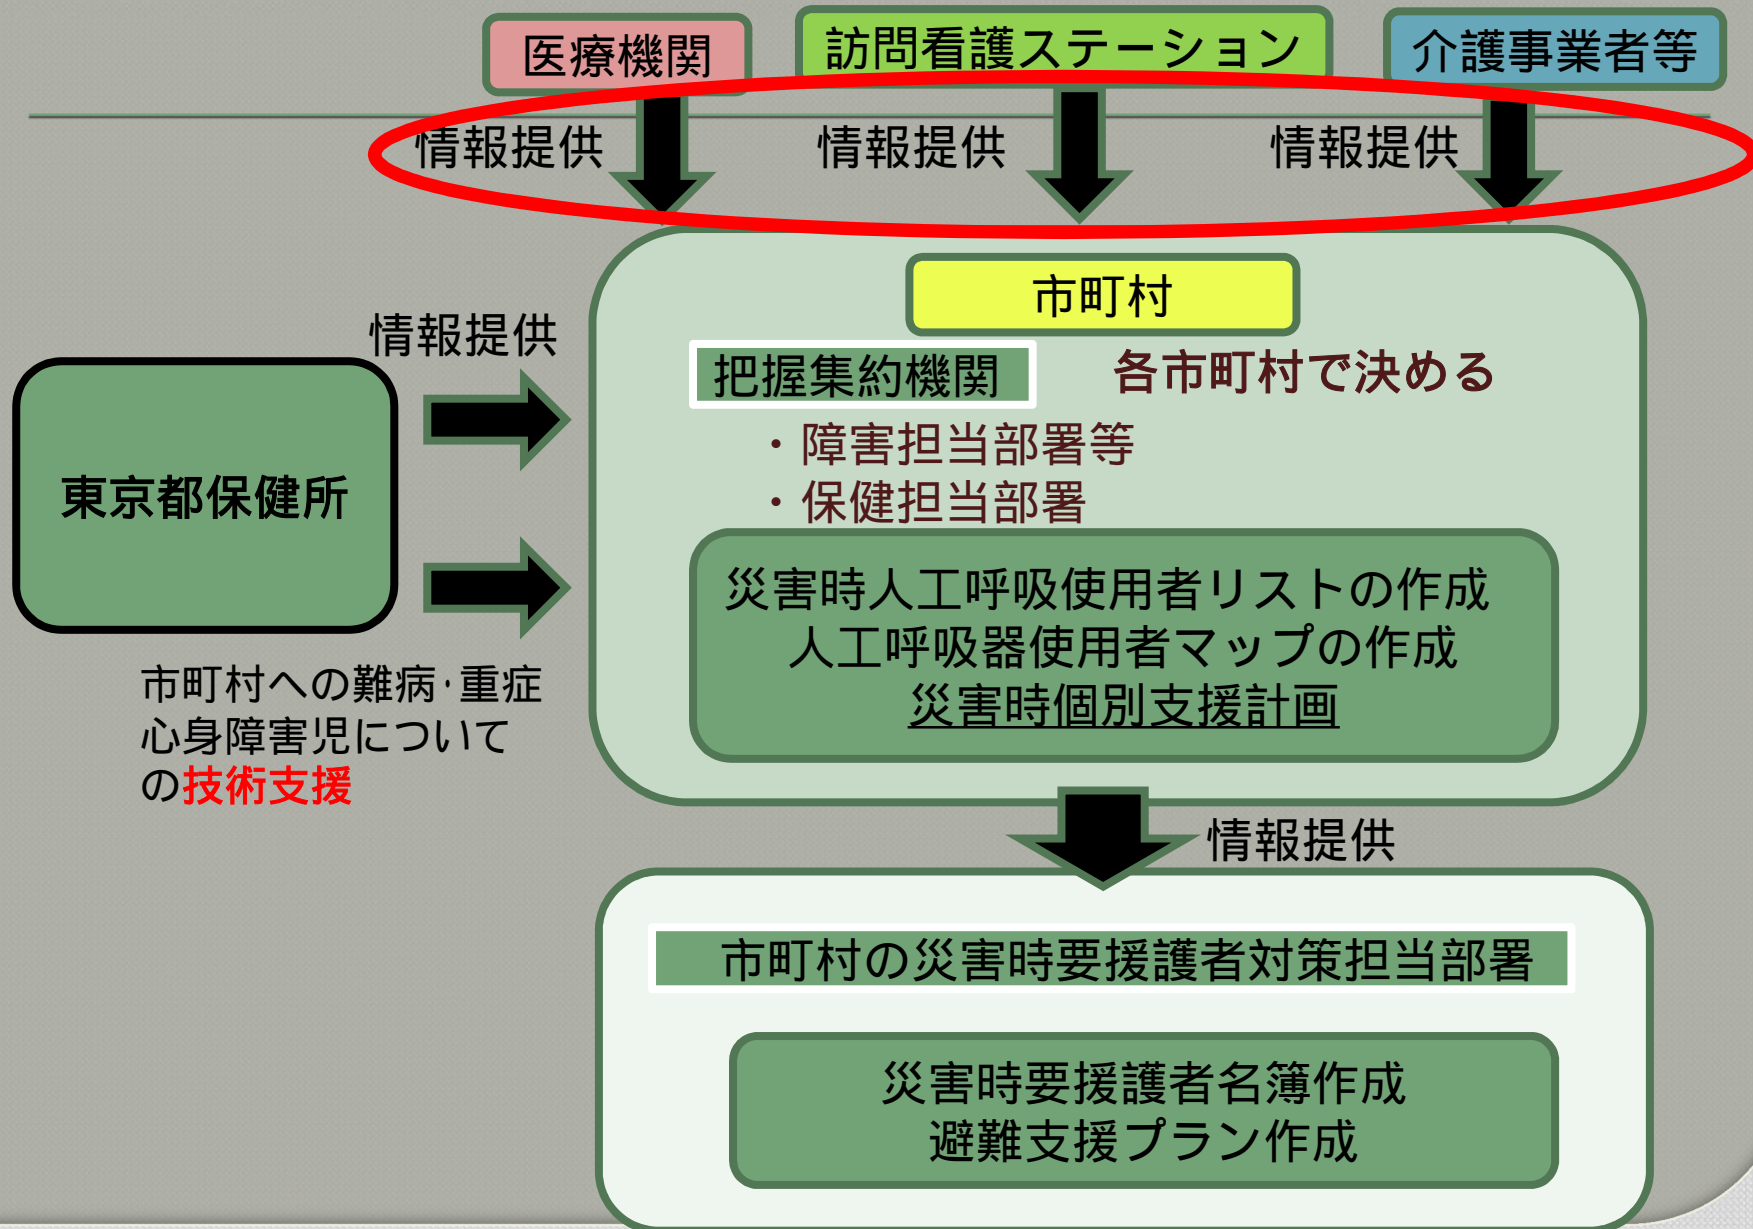 医療機関
訪問看護ステーション
介護事業者等
情報提供
情報提供
情報提供
市町村
情報提供
把握集約機関
各市町村で決める
・障害担当部署等
・保健担当部署
東京都保健所
災害時人工呼吸使用者リストの作成
人工呼吸器使用者マップの作成
災害時個別支援計画
市町村への難病・重症
心身障害児について
の技術支援
情報提供
市町村の災害時要援護者対策担当部署
災害時要援護者名簿作成
避難支援プラン作成